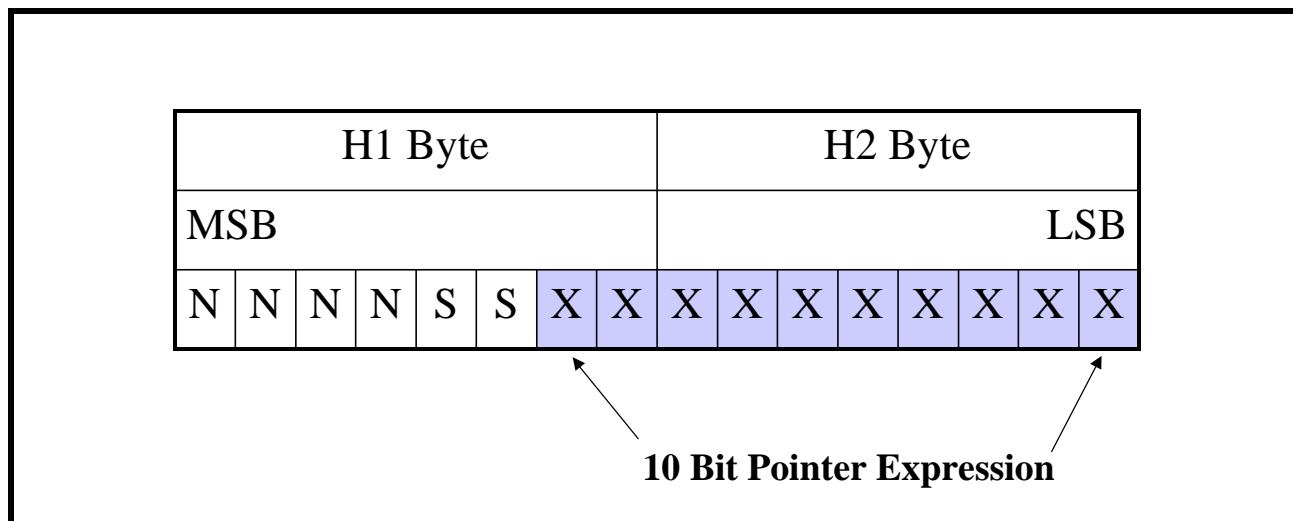 H1 Byte H2 Byte
MSB LSB
N N N N S S X X X X X X X X X X
10 Bit Pointer Expression